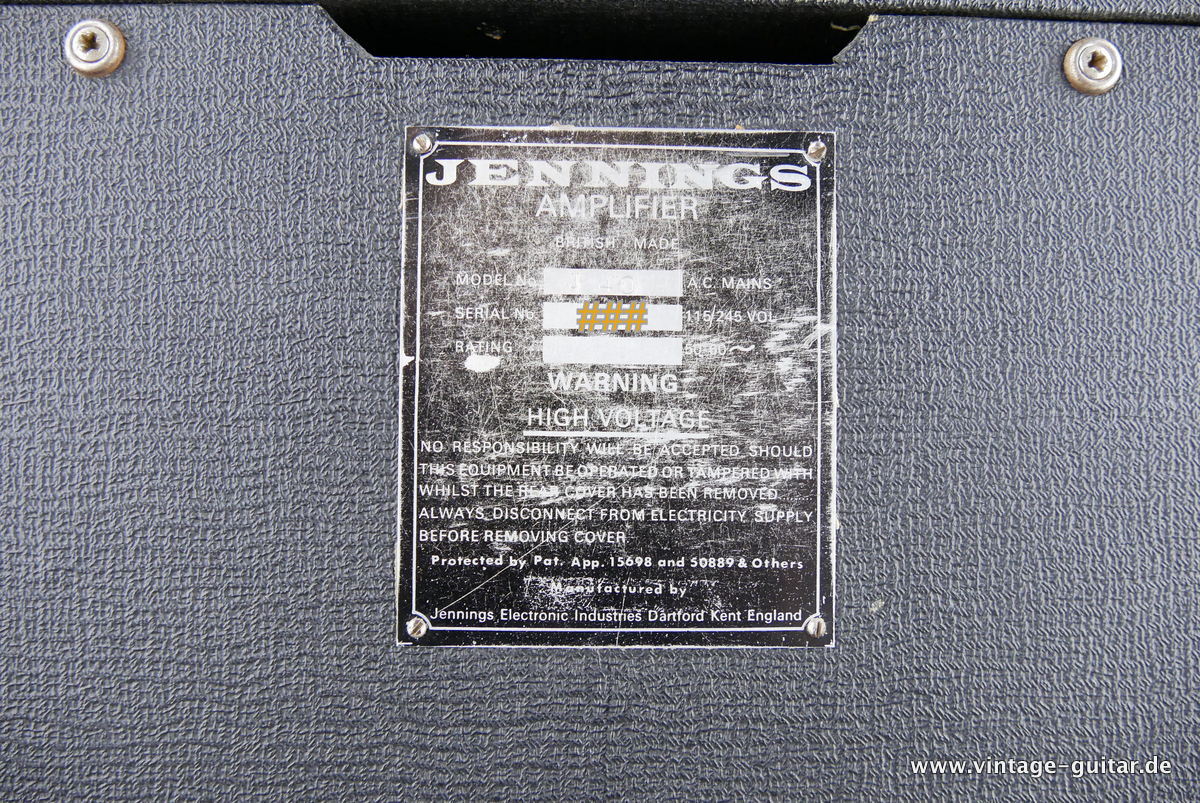 JENNINGS
AMPLIFIER
BRITISH MADE
MODEL No. A.C. MAINS
SERIAL No. ### 115/245 VOL
RATING 50-60 ~
WARNING
HIGH VOLTAGE
NO RESPONSIBILITY WILL BE ACCEPTED SHOULD
THIS EQUIPMENT BE OPERATED OR TAMPERED WITH
WHILST THE REAR COVER HAS BEEN REMOVED
ALWAYS DISCONNECT FROM ELECTRICITY SUPPLY
BEFORE REMOVING COVER
Protected by Pat. App. 15698 and 50889 & Others
Manufactured by
Jennings Electronic Industries Dartford Kent England
www.vintage-guitar.de